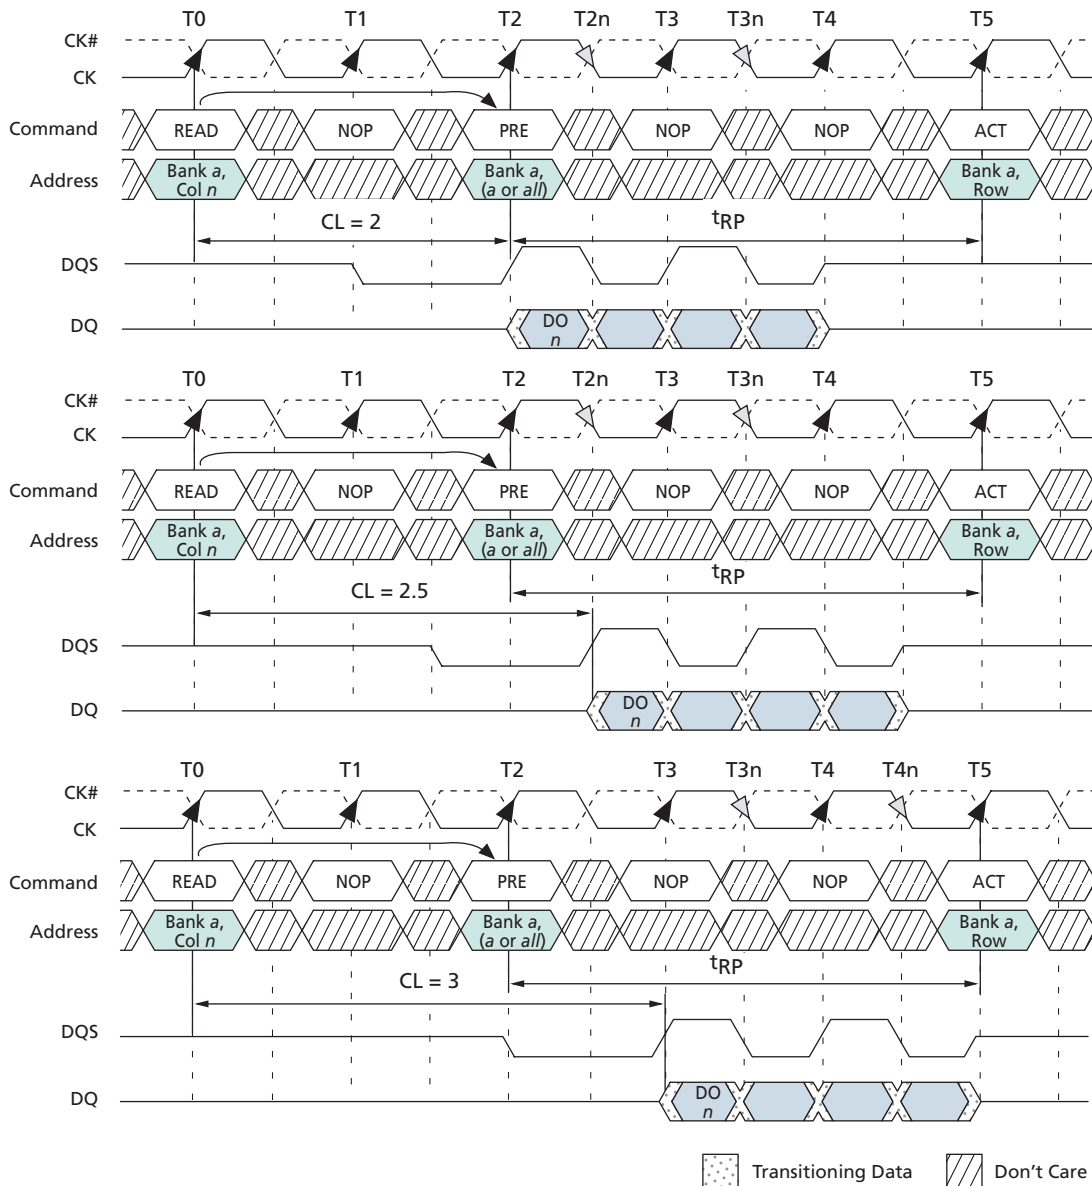 T0 T1 T2 T2n T3 T3n T4 T5
CK#
CK
Command READ NOP PRE NOP NOP ACT
Address Bank a, Col n Bank a, (a or all) Bank a, Row
CL = 2 tRP
DQS
DQ DO n
T0 T1 T2 T2n T3 T3n T4 T5
CK#
CK
Command READ NOP PRE NOP NOP ACT
Address Bank a, Col n Bank a, (a or all) Bank a, Row
tRP
CL = 2.5
DQS
DQ DO n
T0 T1 T2 T3 T3n T4 T4n T5
CK#
CK
Command READ NOP PRE NOP NOP ACT
Address Bank a, Col n Bank a, (a or all) Bank a, Row
tRP
CL = 3
DQS
DQ DO n
Transitioning Data Don't Care